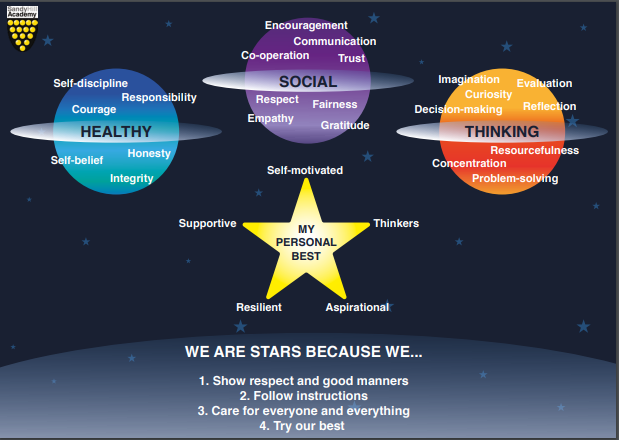 SandyHill
Academy
Encouragement
Communication
Co-operation
Trust
SOCIAL
Respect
Fairness
Empathy
Gratitude
Self-discipline
Responsibility
Courage
HEALTHY
Honesty
Self-belief
Integrity
Imagination
Evaluation
Curiosity
Decision-making
Reflection
THINKING
Resourcefulness
Concentration
Problem-solving
Self-motivated
Supportive
Thinkers
MY
PERSONAL
BEST
Resilient
Aspirational
WE ARE STARS BECAUSE WE...
1. Show respect and good manners
2. Follow instructions
3. Care for everyone and everything
4. Try our best